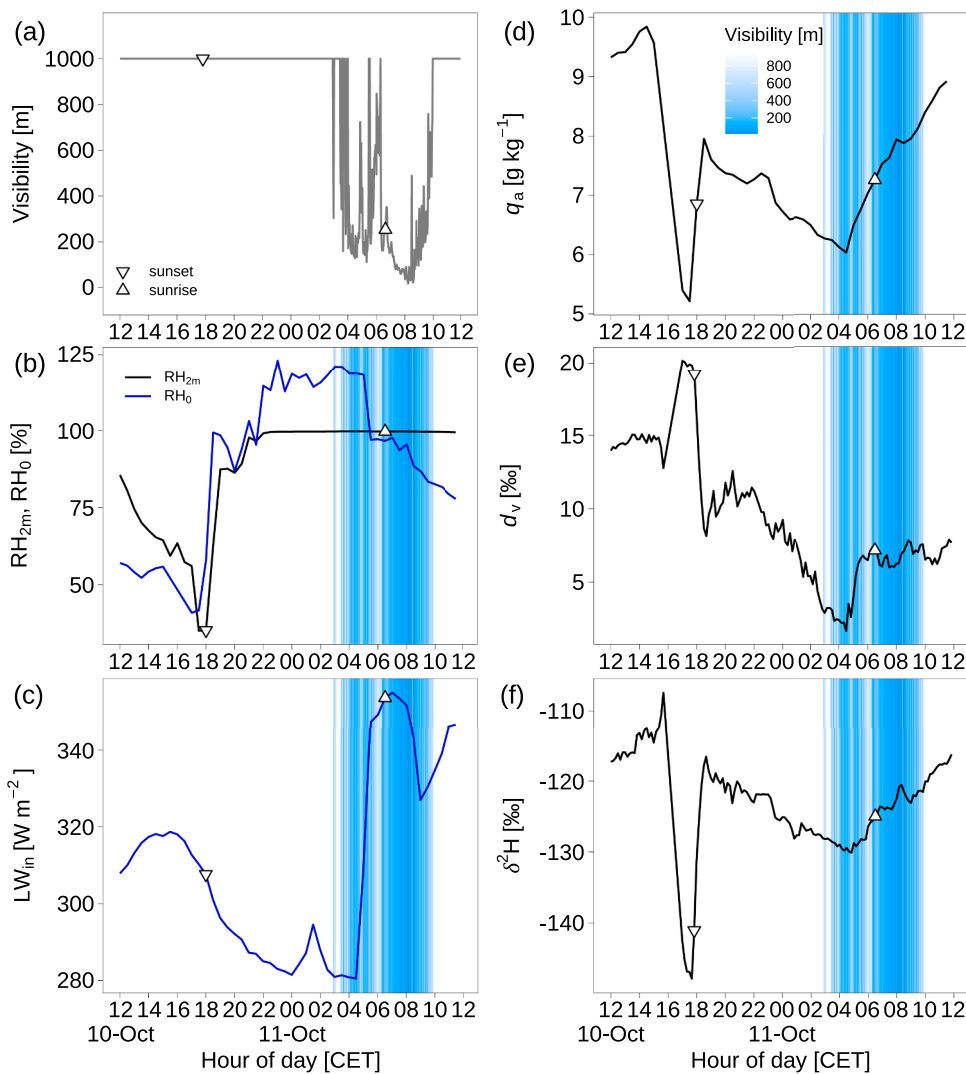 (a)
Visibility [m]
1000
800
600
400
200
0
sunset
sunrise
12 14 16 18 20 22 00 02 04 06 08 10 12
(b)
RH2m, RH0 [%]
125
100
75
50
RH2m
RH0
12 14 16 18 20 22 00 02 04 06 08 10 12
(c)
LWin [W m−2]
340
320
300
280
12 14 16 18 20 22 00 02 04 06 08 10 12
10-Oct 11-Oct
Hour of day [CET]
(d)
qa [g kg−1]
10
9
8
7
6
5
Visibility [m]
800
600
400
200
12 14 16 18 20 22 00 02 04 06 08 10 12
(e)
dv [‰]
20
15
10
5
12 14 16 18 20 22 00 02 04 06 08 10 12
(f)
δ2H [‰]
-110
-120
-130
-140
12 14 16 18 20 22 00 02 04 06 08 10 12
10-Oct 11-Oct
Hour of day [CET]